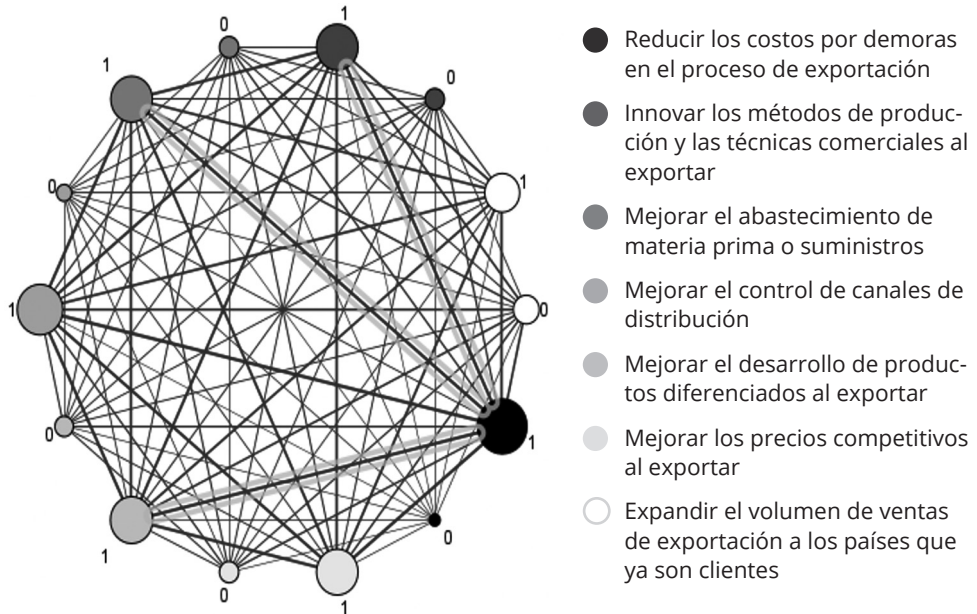 1
0
1
0
1
0
1
0
1
0
1
0
1
0
Reducir los costos por demoras
en el proceso de exportación
Innovar los métodos de produc-
ción y las técnicas comerciales al
exportar
Mejorar el abastecimiento de
materia prima o suministros
Mejorar el control de canales de
distribución
Mejorar el desarrollo de produc-
tos diferenciados al exportar
Mejorar los precios competitivos
al exportar
Expandir el volumen de ventas
de exportación a los países que
ya son clientes